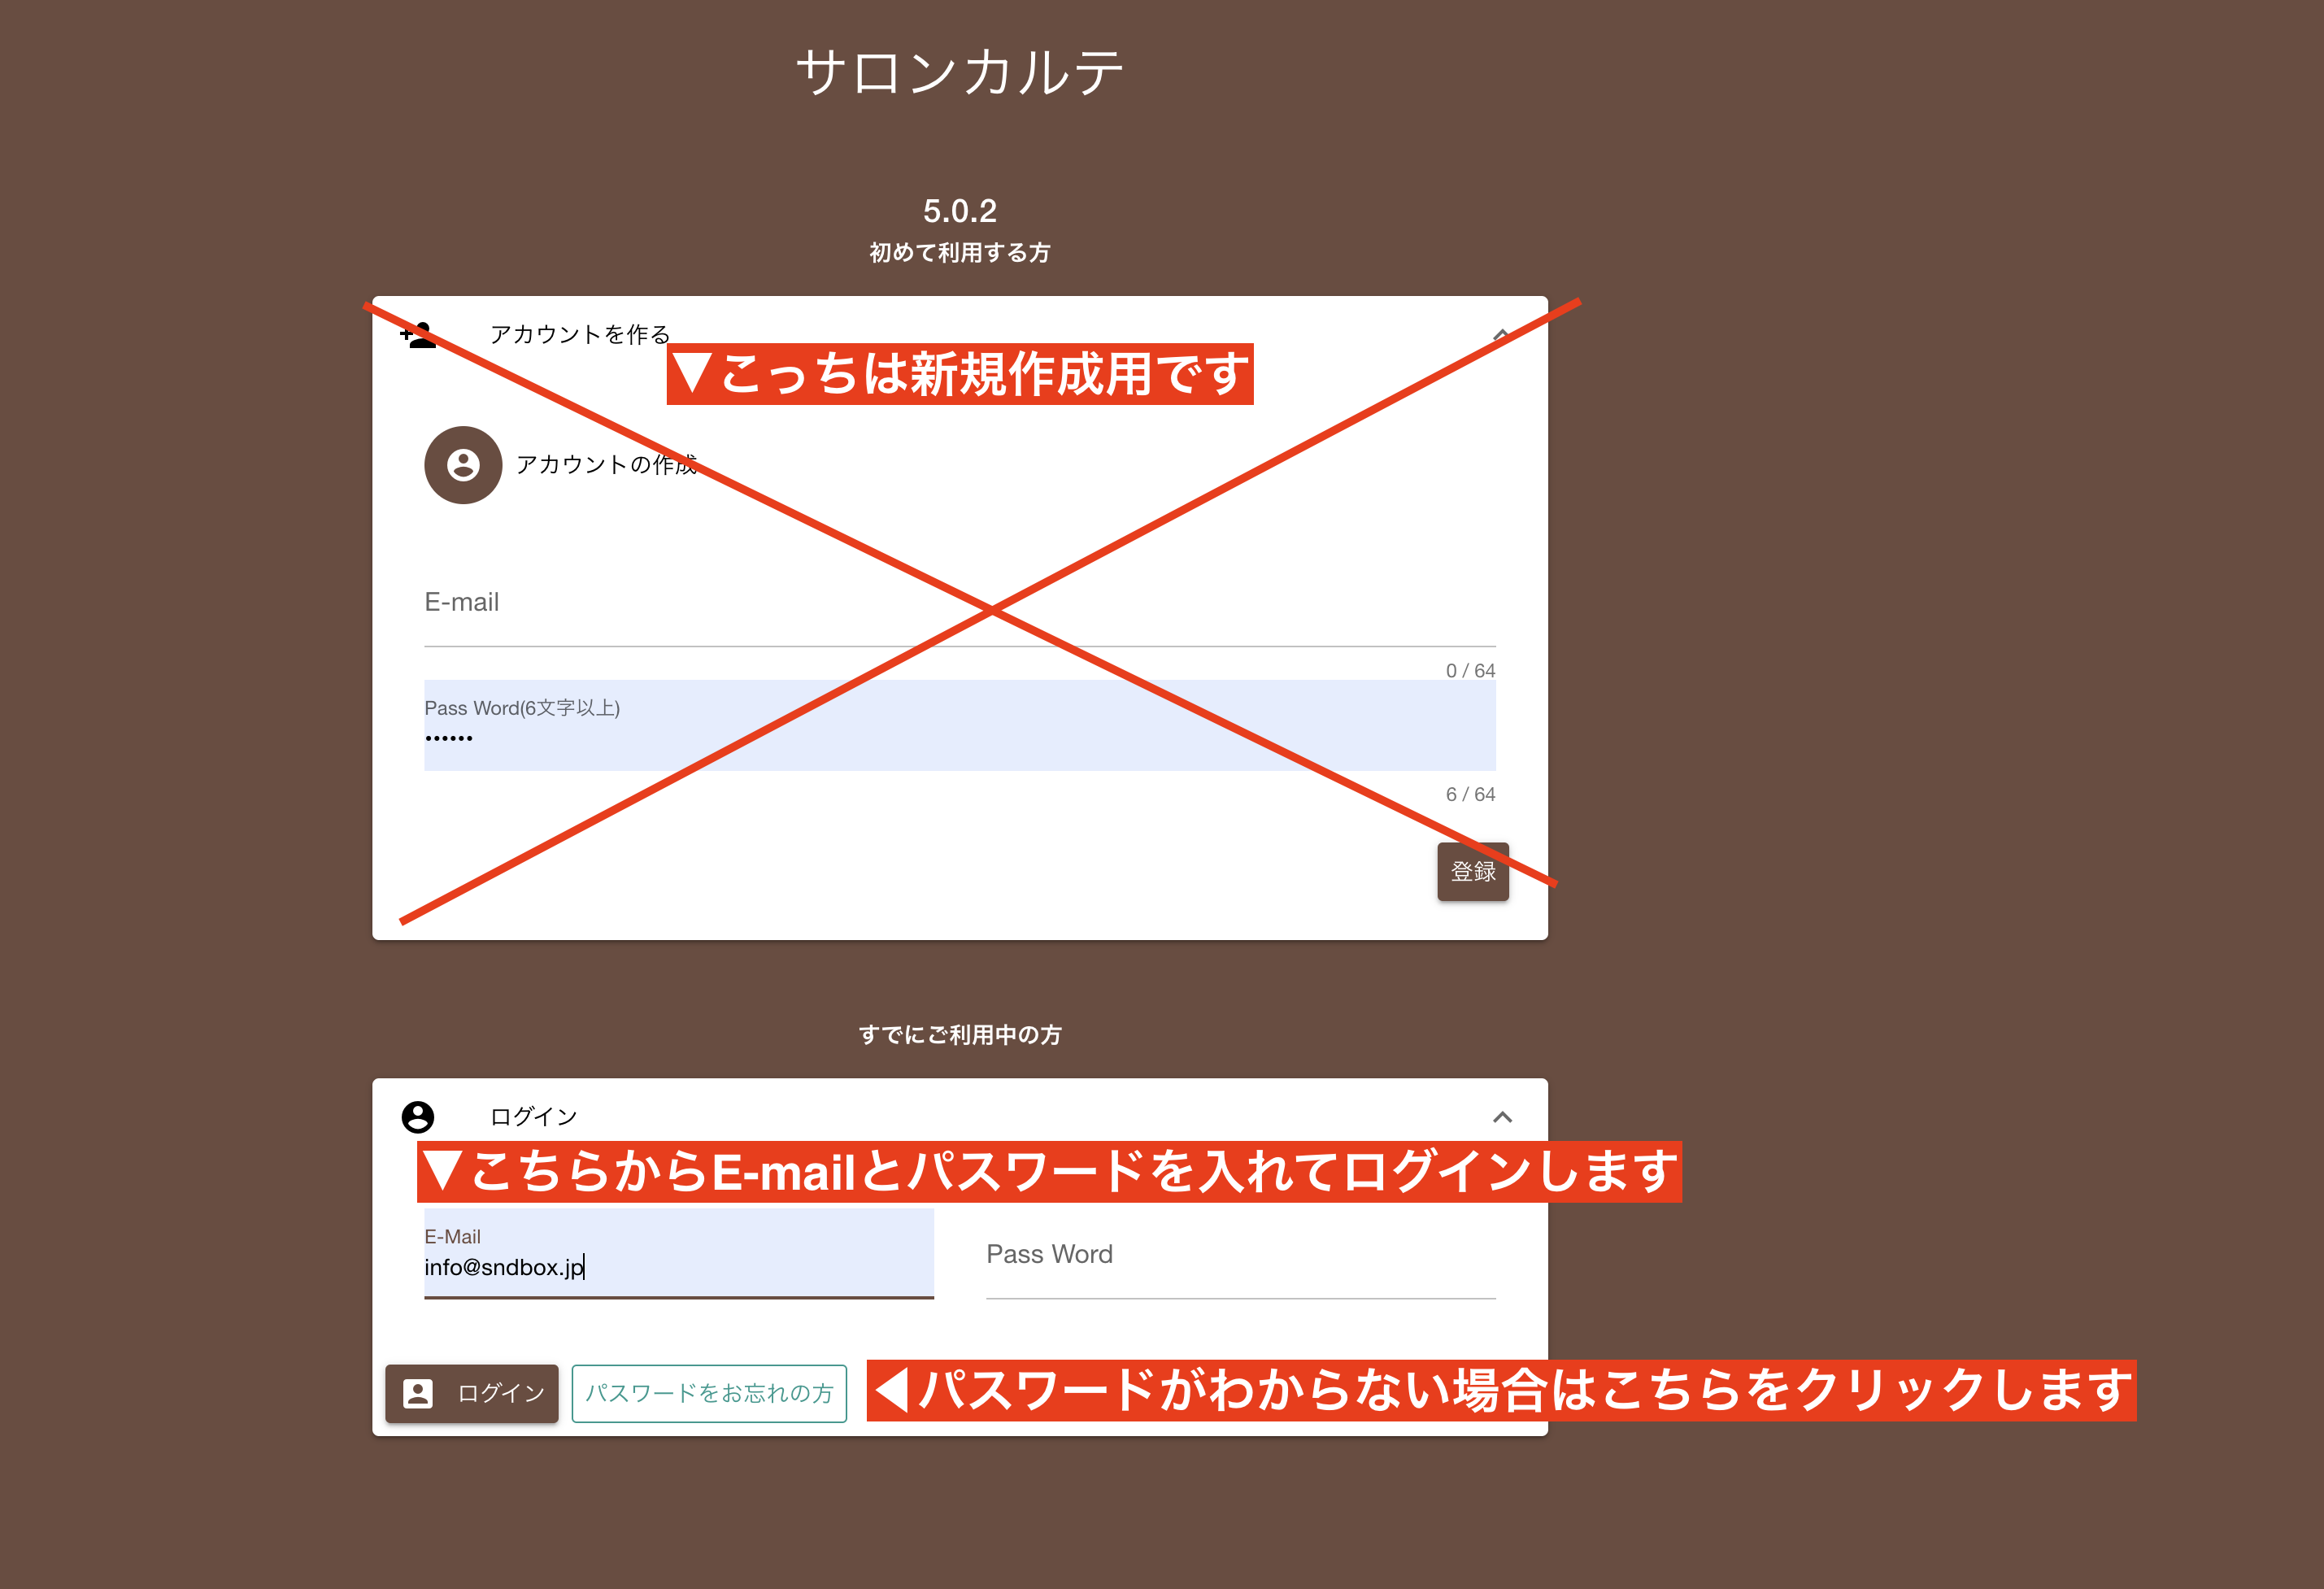 サロンカルテ
5.0.2
初めて利用する方
アカウントを作る
▼こっちは新規作成用です
アカウントの作成
E-mail
0 / 64
Pass Word(6文字以上)
••••••
6 / 64
登録
すでにご利用中の方
ログイン
▼こちらからE-mailとパスワードを入れてログインします
E-Mail
info@sndbox.jp
Pass Word
ログイン
パスワードをお忘れの方
◀パスワードがわからない場合はこちらをクリックします